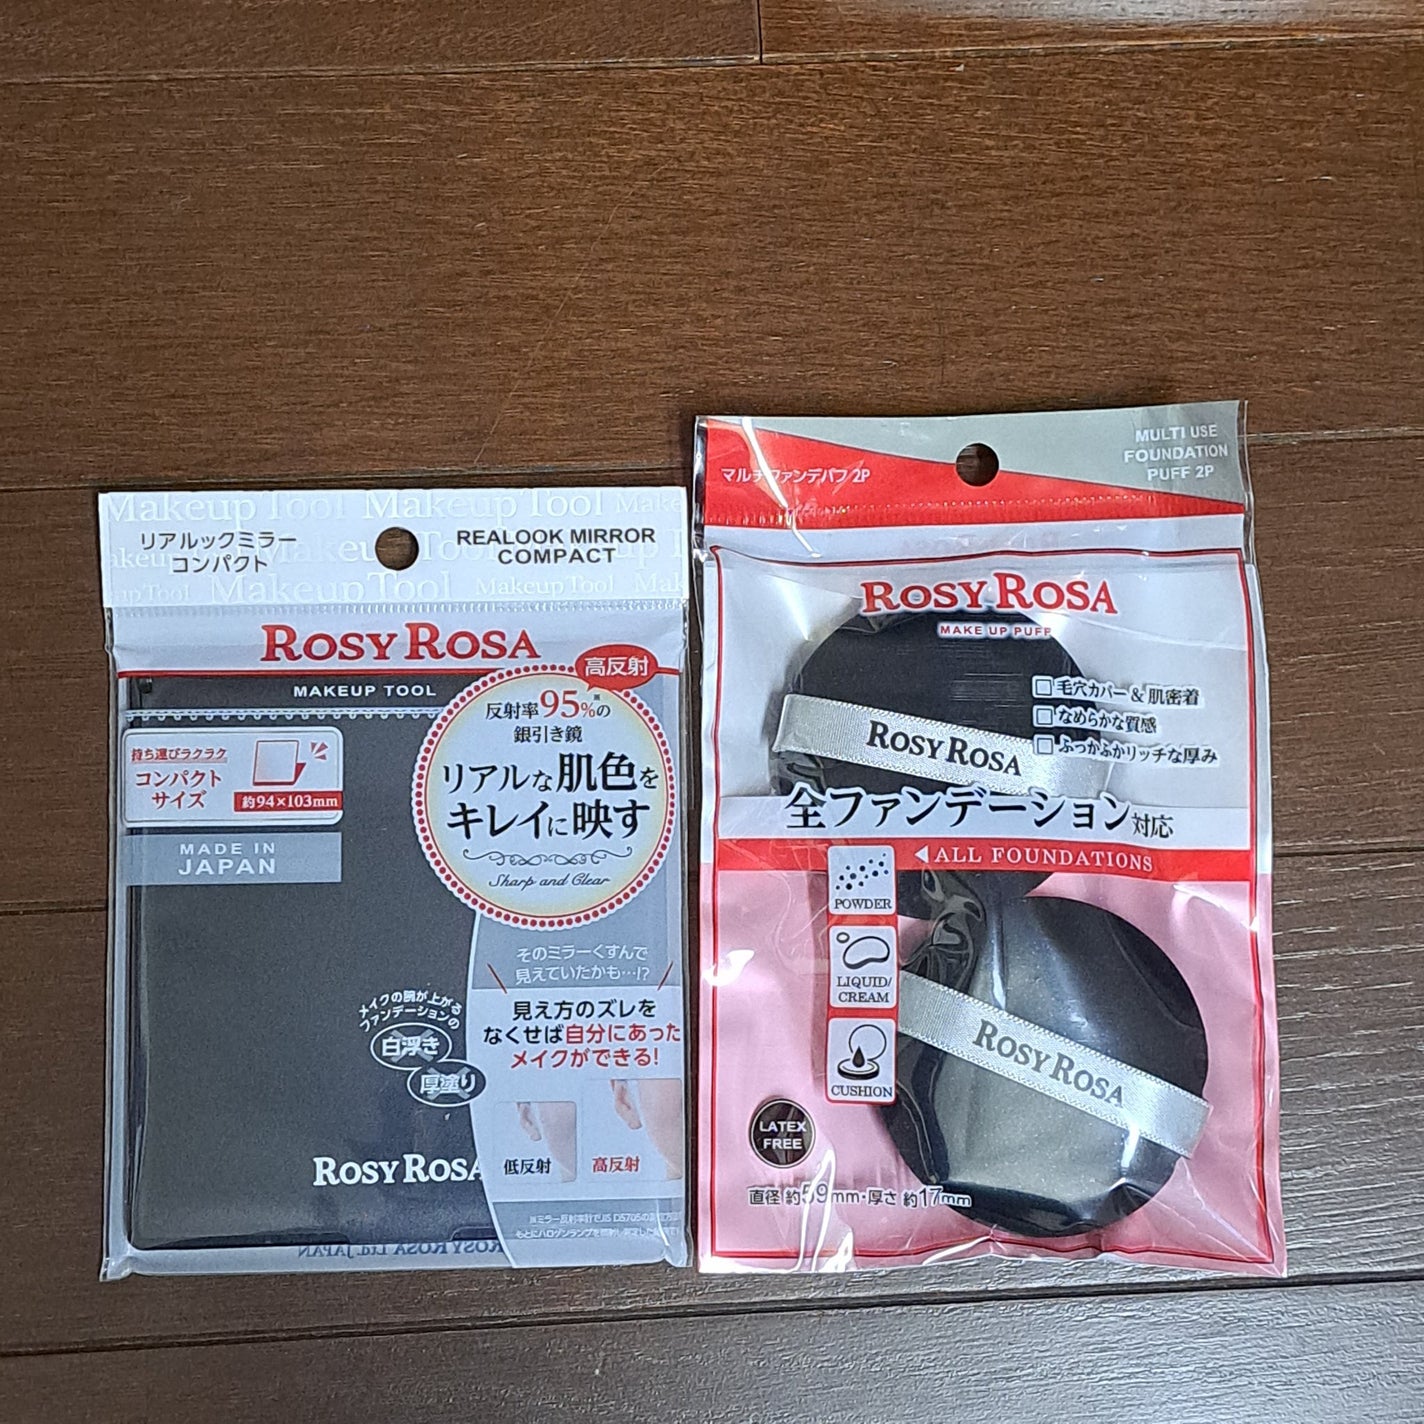 Makeup Tool Makeup Tool Make
リアルックミラー
コンパクト
REALOOK MIRROR
COMPACT
Makeup Tool Makeup Tool Mak
ROSY ROSA
MAKEUP TOOL
高反射
反射率95%の
銀引き鏡
リアルな肌色を
キレイに映す
Sharp and Clear
持ち運びラクラク
コンパクト
サイズ
約94×103mm
MADE IN
JAPAN
そのミラーくすんで
見えていたかも…!?
見え方のズレを
なくせば自分にあった
メイクができる!
メイクの腕が上がる
ファンデーションの
白浮き
厚塗り
低反射
高反射
ROSY ROSA
ROSY ROSA Ltd. JAPAN
マルチファンデパフ 2P
MULTI USE
FOUNDATION
PUFF 2P
ROSY ROSA
MAKE UP PUFF
毛穴カバー & 肌密着
なめらかな質感
ふっかふかリッチな厚み
ROSY ROSA
全ファンデーション対応
ALL FOUNDATIONS
POWDER
LIQUID/
CREAM
CUSHION
ROSY ROSA
LATEX
FREE
直径 約59mm・厚さ 約17mm